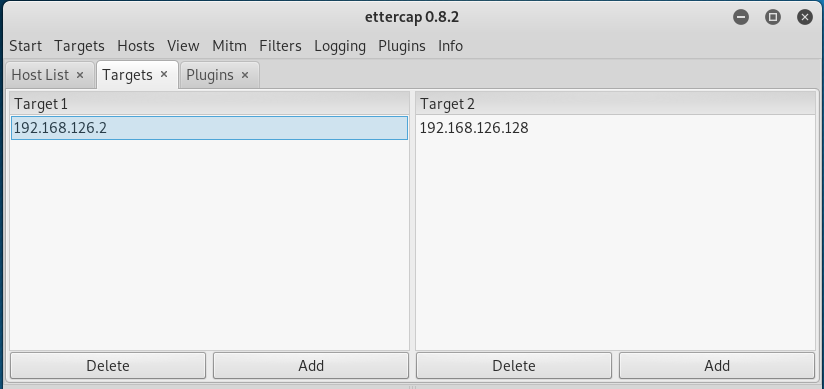 ettercap 0.8.2
Start Targets Hosts View Mitm Filters Logging Plugins Info
Host List × Targets × Plugins ×
Target 1 Target 2
192.168.126.2 192.168.126.128
Delete Add Delete Add